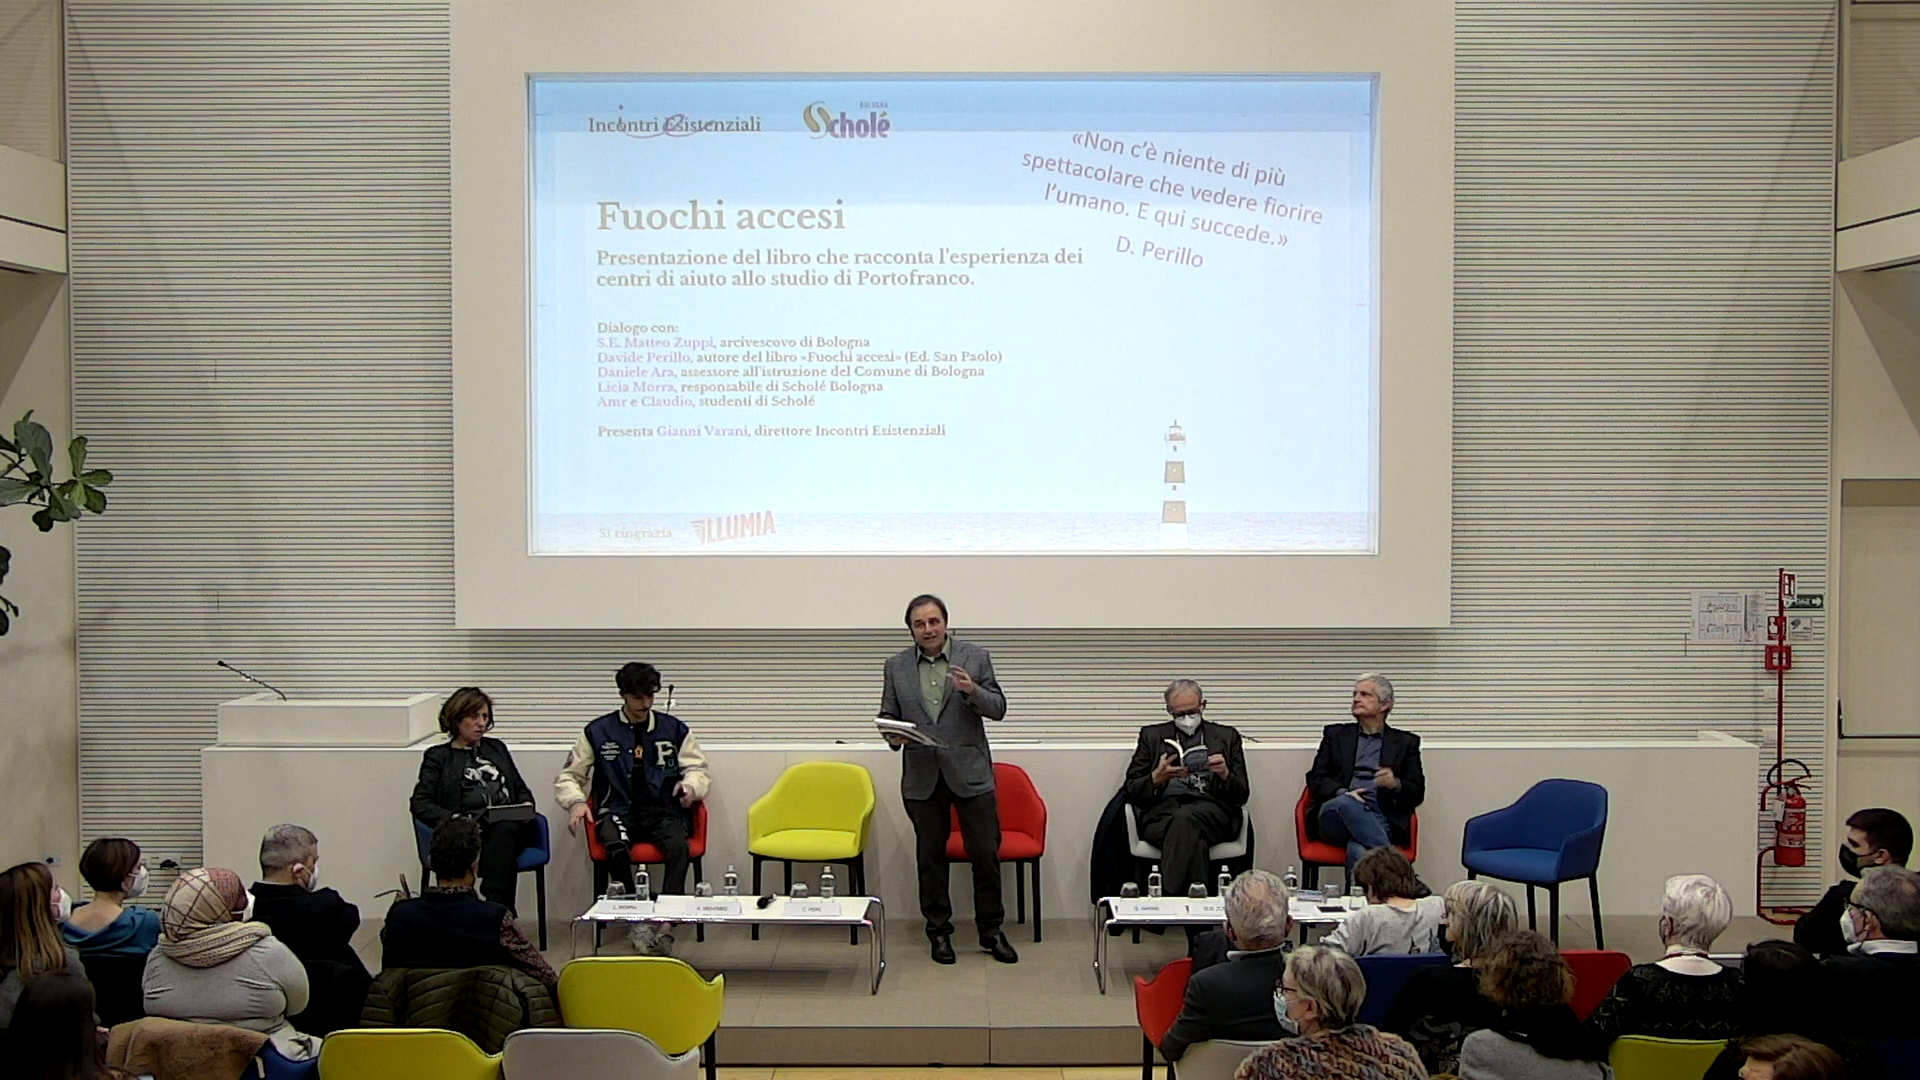 Incontri Esistenziali
BOLOGNA
Scholé
«Non c'è niente di più
spettacolare che vedere fiorire
l'umano. E qui succede.»
D. Perillo
Fuochi accesi
Presentazione del libro che racconta l'esperienza dei
centri di aiuto allo studio di Portofranco.
Dialogo con:
S.E. Matteo Zuppi, arcivescovo di Bologna
Davide Perillo, autore del libro «Fuochi accesi» (Ed. San Paolo)
Daniele Ara, assessore all'istruzione del Comune di Bologna
Licia Morra, responsabile di Scholé Bologna
Amr e Claudio, studenti di Scholé
Presenta Gianni Varani, direttore Incontri Esistenziali
Si ringrazia
ILLUMIA
F